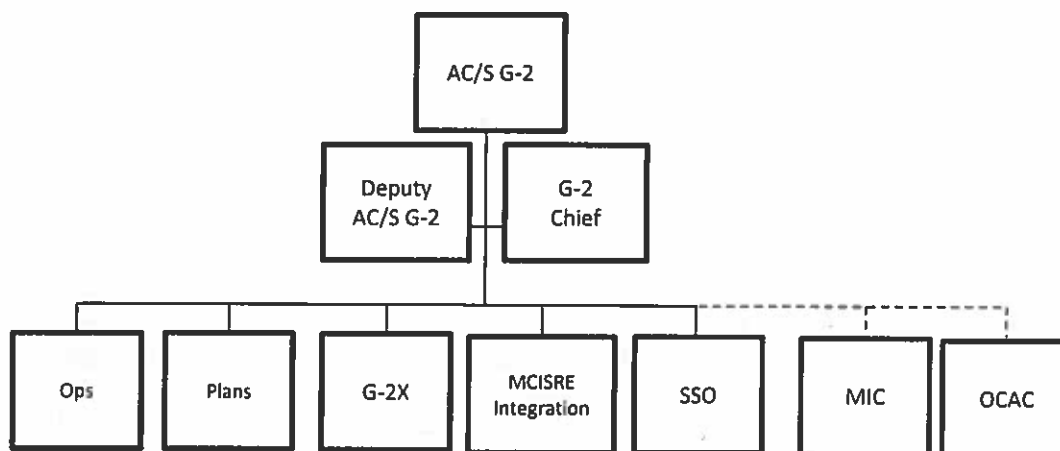 AC/S G-2
Deputy
AC/S G-2
G-2
Chief
Ops
Plans
G-2X
MCISRE
Integration
SSO
MIC
OCAC